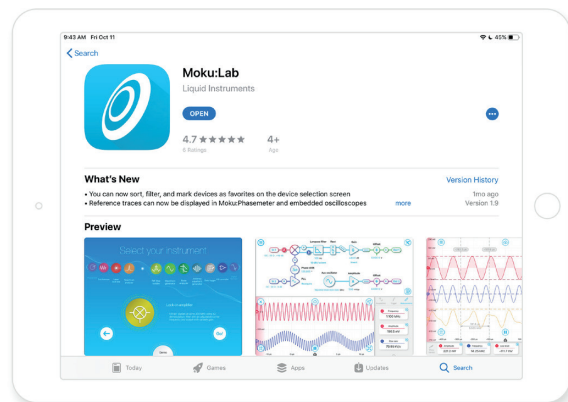 9:43 AM Fri Oct 11
45%
Search
Moku:Lab
Liquid Instruments
OPEN
4.7 ★★★★★ 4+
6 Ratings Age
What's New Version History
• You can now sort, filter, and mark devices as favorites on the device selection screen 1mo ago
• Reference traces can now be displayed in Moku:Phasemeter and embedded oscilloscopes more Version 1.9
Preview
Select your instrument
Today Games Apps Updates Search